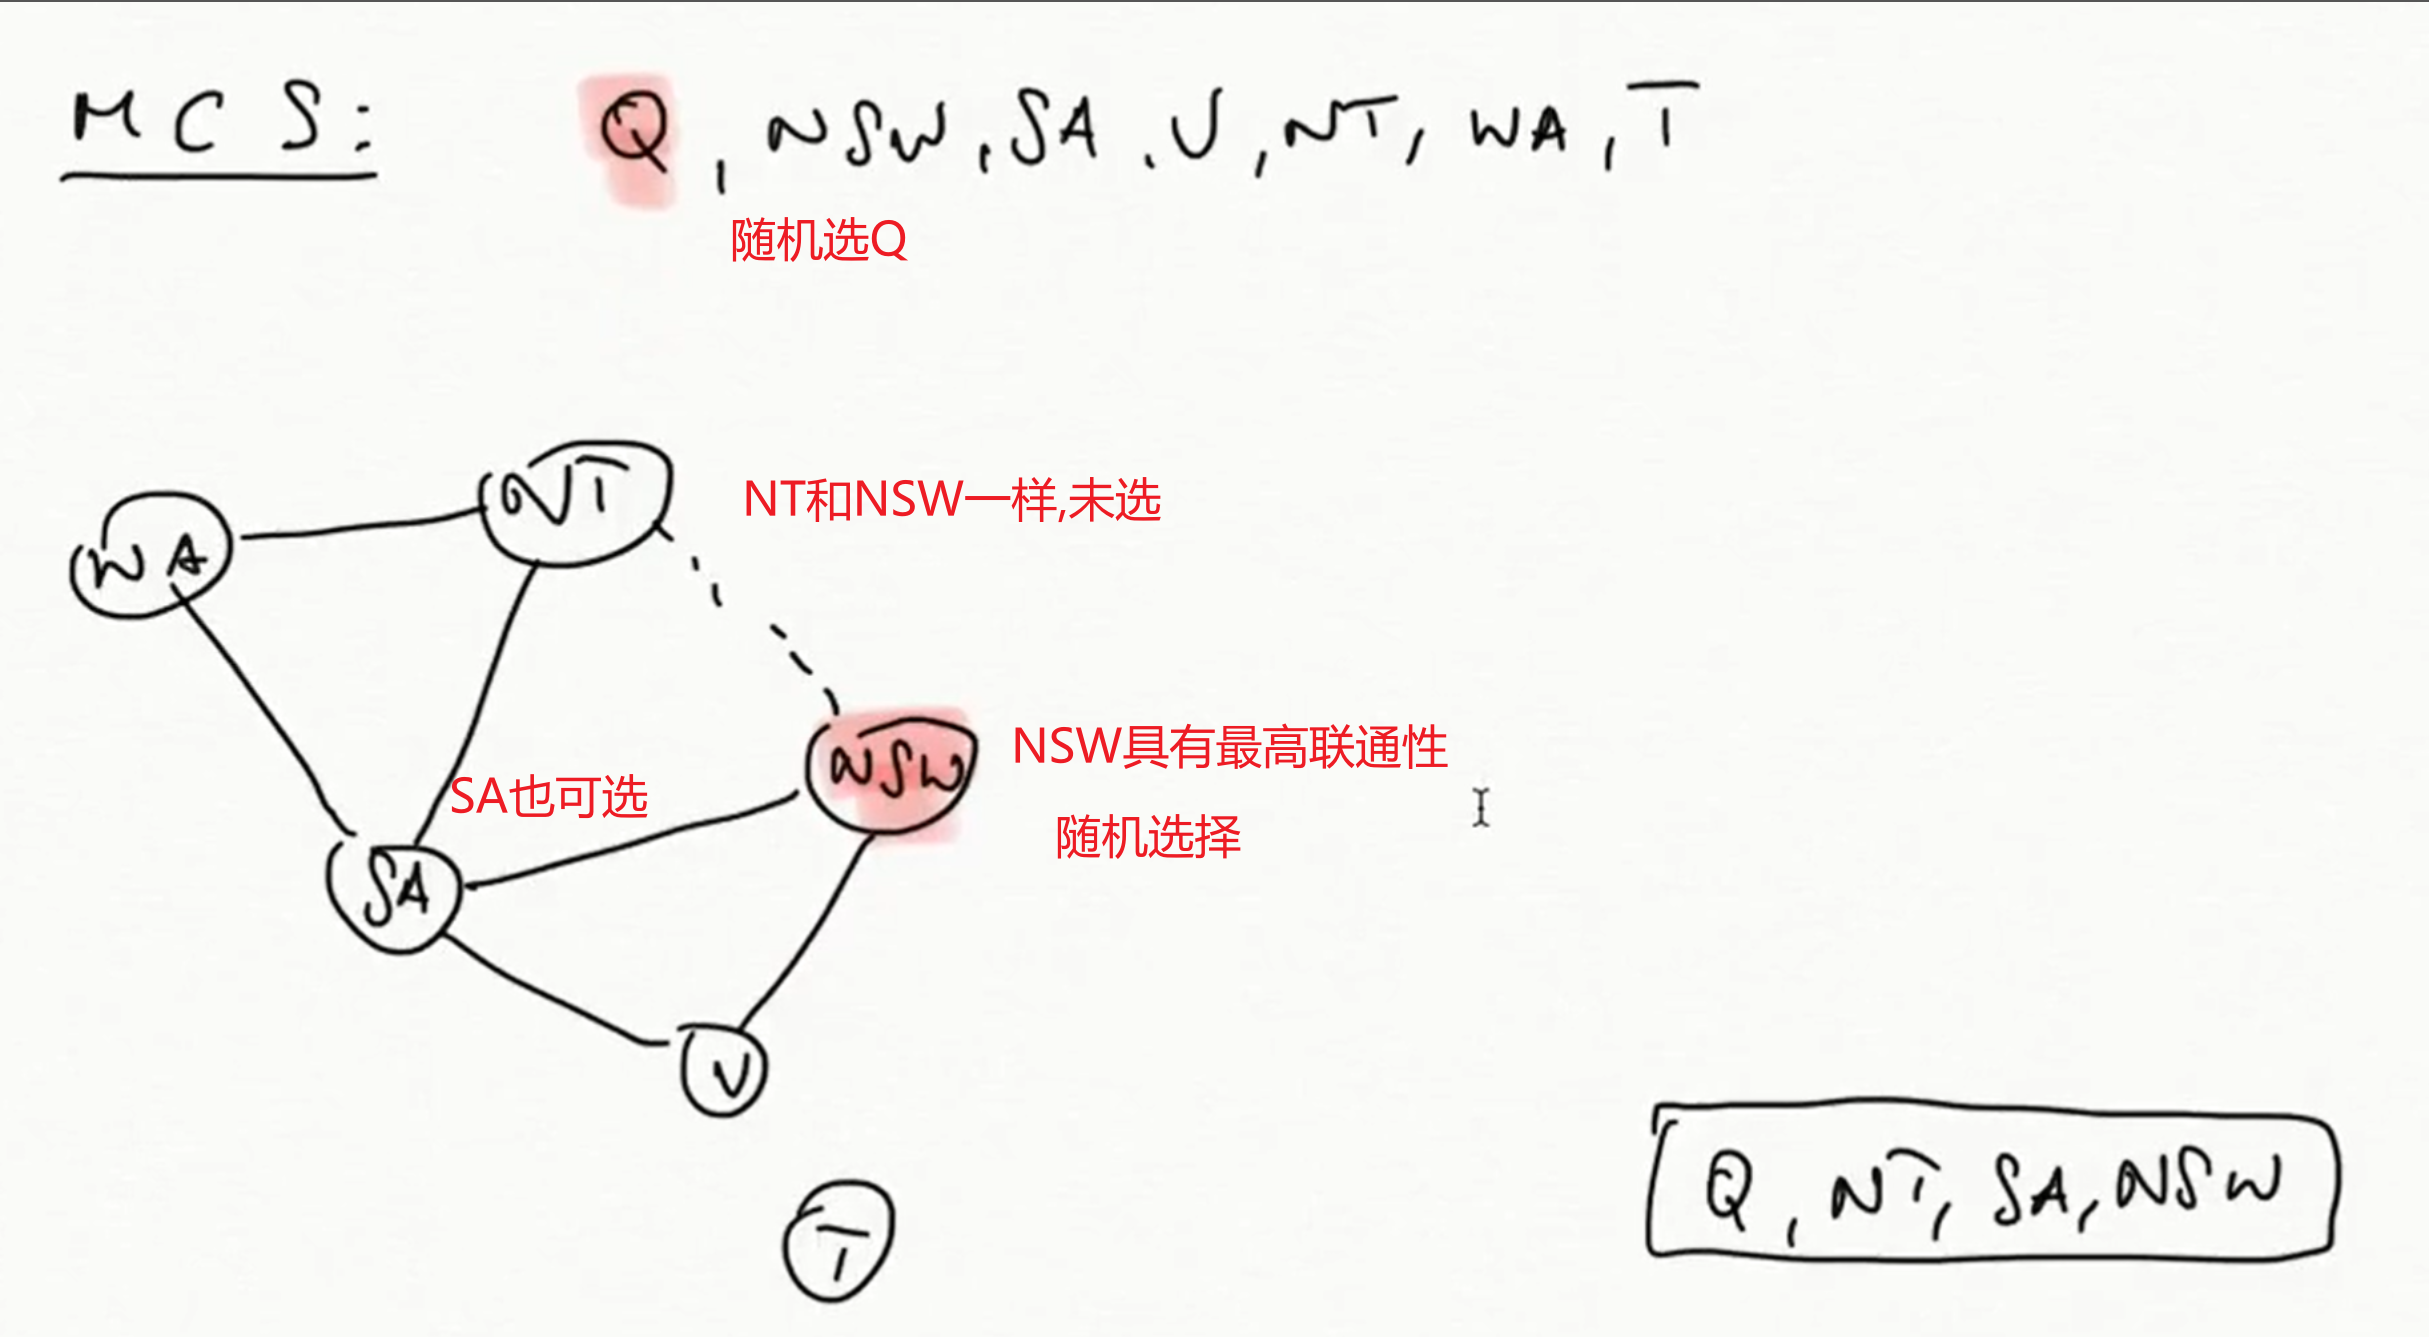 MCS: Q, NSW, SA, V, NT, WA, T
随机选Q
NT
NT和NSW一样,未选
WA
NSW
NSW具有最高联通性
SA也可选
随机选择
SA
V
Q, NT, SA, NSW
T